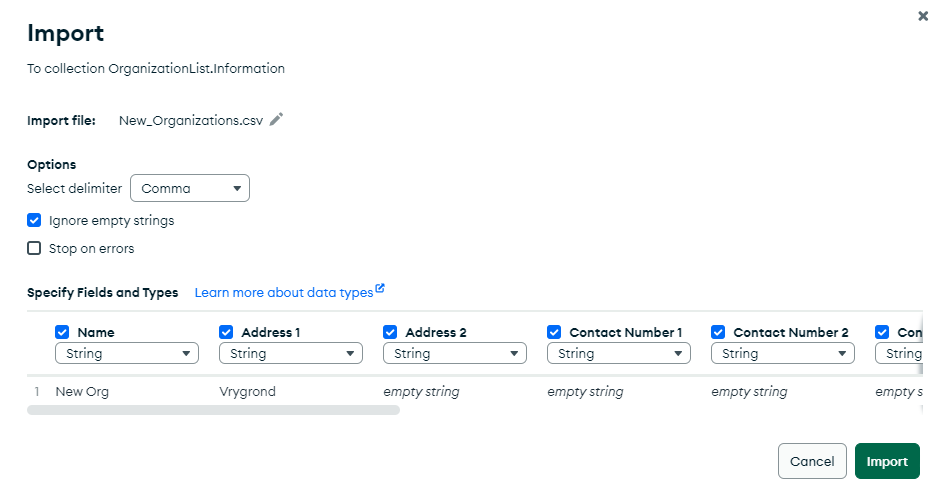 Import
To collection OrganizationList.Information
Import file: New_Organizations.csv
Options
Select delimiter Comma
Ignore empty strings
Stop on errors
Specify Fields and Types Learn more about data types
Name Address 1 Address 2 Contact Number 1 Contact Number 2 Con
String String String String String String
1 New Org Vrygrond empty string empty string empty string empty s
Cancel Import